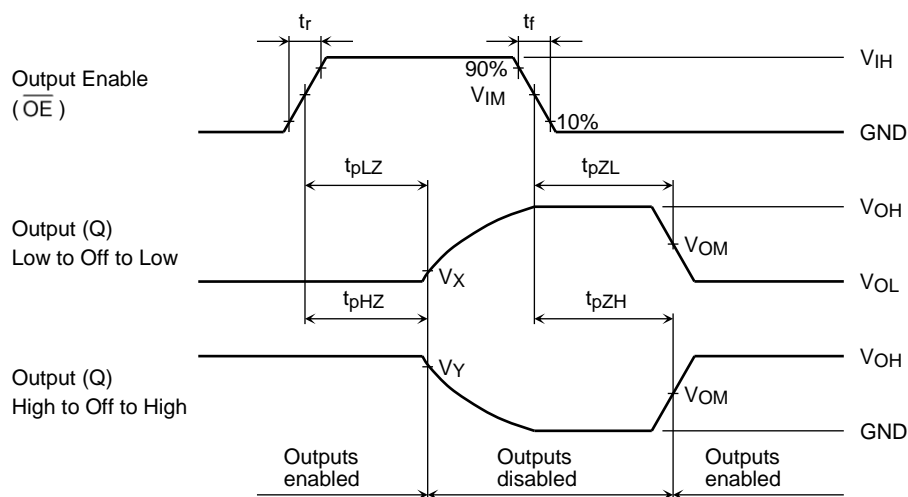 tr
tf
Output Enable
( OE )
90%
VIM
10%
VIH
GND
tpLZ
tpZL
Output (Q)
Low to Off to Low
VX
VOM
VOH
VOL
tpHZ
tpZH
Output (Q)
High to Off to High
VY
VOM
VOH
GND
Outputs
enabled
Outputs
disabled
Outputs
enabled